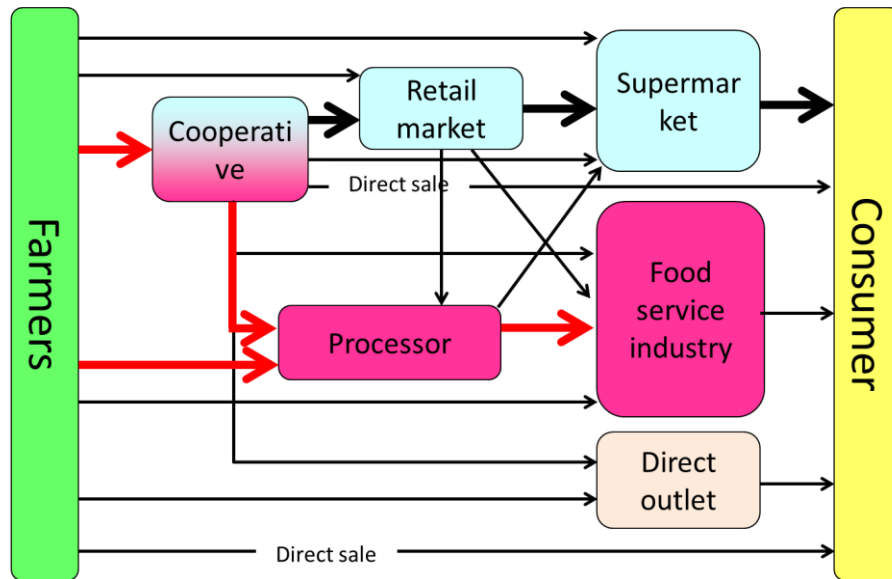 Farmers
Cooperati
ve
Retail
market
Supermar
ket
Direct sale
Food
service
industry
Processor
Direct
outlet
Direct sale
Consumer